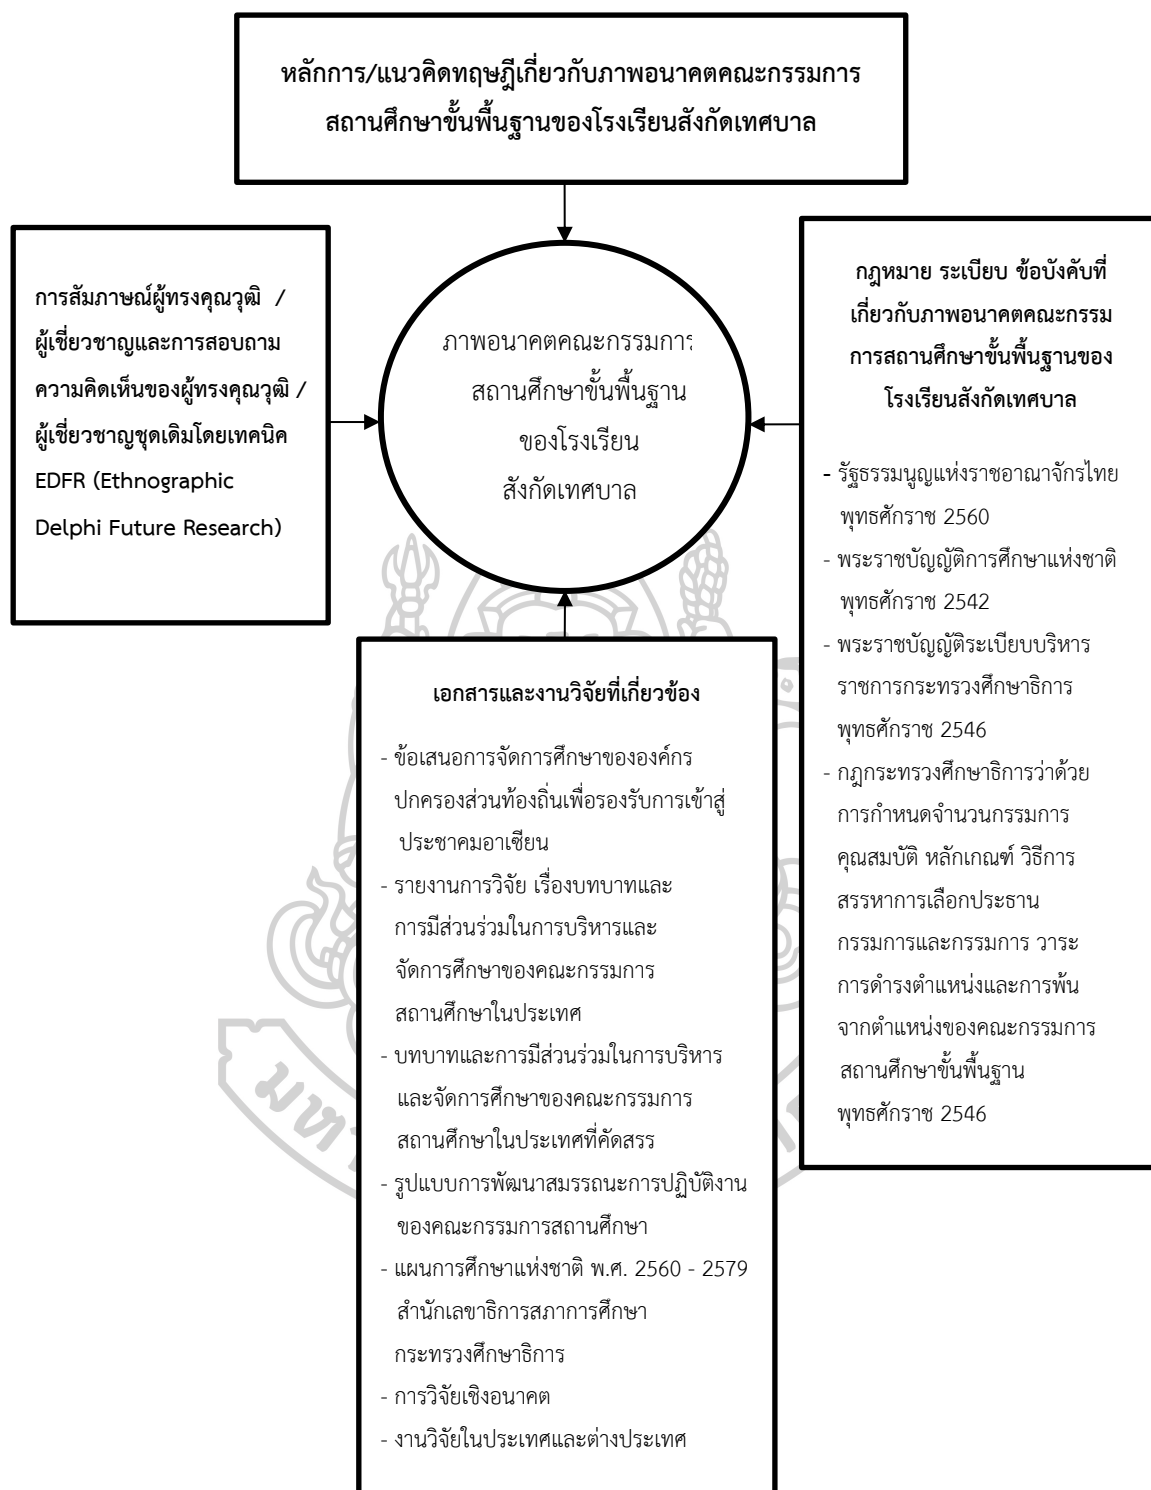 หลักการ/แนวคิดทฤษฎีเกี่ยวกับภาพอนาคตคณะกรรมการ
สถานศึกษาขั้นพื้นฐานของโรงเรียนสังกัดเทศบาล
การสัมภาษณ์ผู้ทรงคุณวุฒิ /
ผู้เชี่ยวชาญและการสอบถาม
ความคิดเห็นของผู้ทรงคุณวุฒิ /
ผู้เชี่ยวชาญชุดเดิมโดยเทคนิค
EDFR (Ethnographic
Delphi Future Research)
ภาพอนาคตคณะกรรมการ
สถานศึกษาขั้นพื้นฐาน
ของโรงเรียน
สังกัดเทศบาล
กฎหมาย ระเบียบ ข้อบังคับที่
เกี่ยวกับภาพอนาคตคณะกรรม
การสถานศึกษาขั้นพื้นฐานของ
โรงเรียนสังกัดเทศบาล
- รัฐธรรมนูญแห่งราชอาณาจักรไทย
พุทธศักราช 2560
- พระราชบัญญัติการศึกษาแห่งชาติ
พุทธศักราช 2542
- พระราชบัญญัติระเบียบบริหาร
ราชการกระทรวงศึกษาธิการ
พุทธศักราช 2546
- กฎกระทรวงศึกษาธิการว่าด้วย
การกำหนดจำนวนกรรมการ
คุณสมบัติ หลักเกณฑ์ วิธีการ
สรรหาการเลือกประธาน
กรรมการและกรรมการ วาระ
การดำรงตำแหน่งและการพ้น
จากตำแหน่งของคณะกรรมการ
สถานศึกษาขั้นพื้นฐาน
พุทธศักราช 2546
เอกสารและงานวิจัยที่เกี่ยวข้อง
- ข้อเสนอการจัดการศึกษาขององค์กร
ปกครองส่วนท้องถิ่นเพื่อรองรับการเข้าสู่
ประชาคมอาเซียน
- รายงานการวิจัย เรื่องบทบาทและ
การมีส่วนร่วมในการบริหารและ
จัดการศึกษาของคณะกรรมการ
สถานศึกษาในประเทศ
- บทบาทและการมีส่วนร่วมในการบริหาร
และจัดการศึกษาของคณะกรรมการ
สถานศึกษาในประเทศที่คัดสรร
- รูปแบบการพัฒนาสมรรถนะการปฏิบัติงาน
ของคณะกรรมการสถานศึกษา
- แผนการศึกษาแห่งชาติ พ.ศ. 2560 - 2579
สำนักเลขาธิการสภาการศึกษา
กระทรวงศึกษาธิการ
- การวิจัยเชิงอนาคต
- งานวิจัยในประเทศและต่างประเทศ